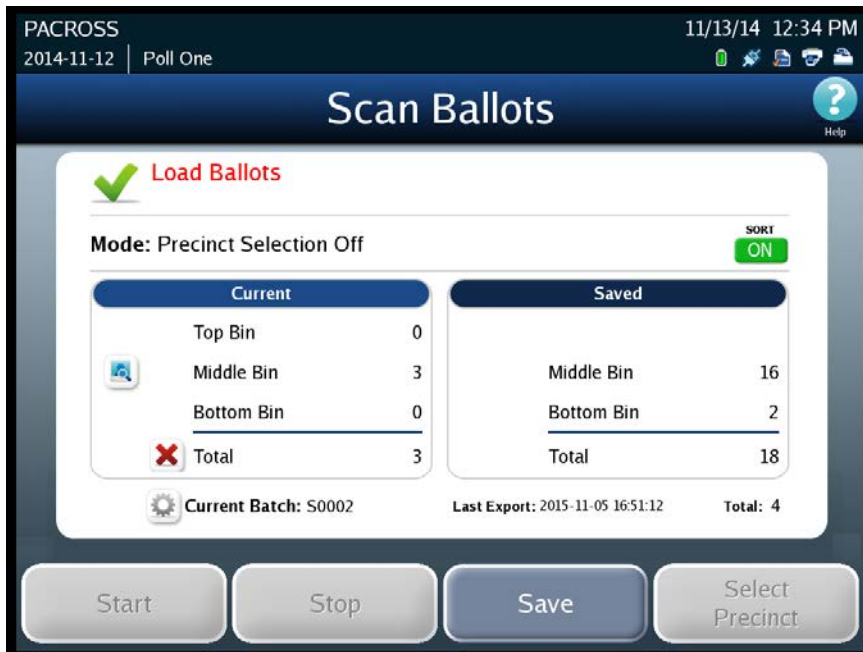 PACROSS 11/13/14 12:34 PM
2014-11-12 Poll One
Scan Ballots
Help
Load Ballots
Mode: Precinct Selection Off
SORT
ON
Current Saved
Top Bin 0
Middle Bin 3 Middle Bin 16
Bottom Bin 0 Bottom Bin 2
Total 3 Total 18
Current Batch: S0002 Last Export: 2015-11-05 16:51:12 Total: 4
Start Stop Save Select
Precinct